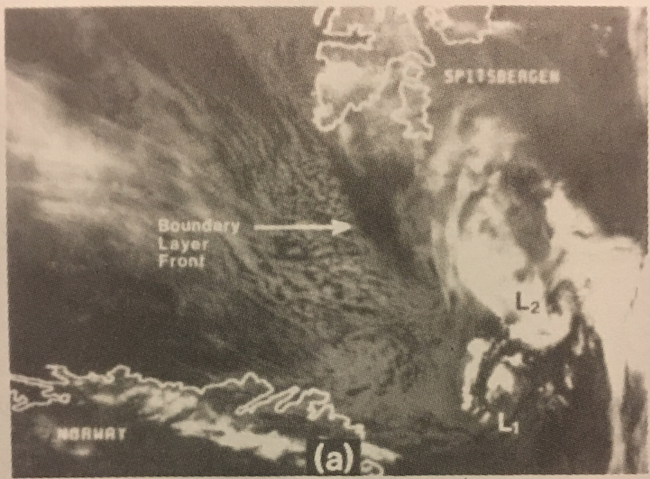 SPITSBERGEN
Boundary
Layer
Front
L₂
L₁
NORWAY
(a)